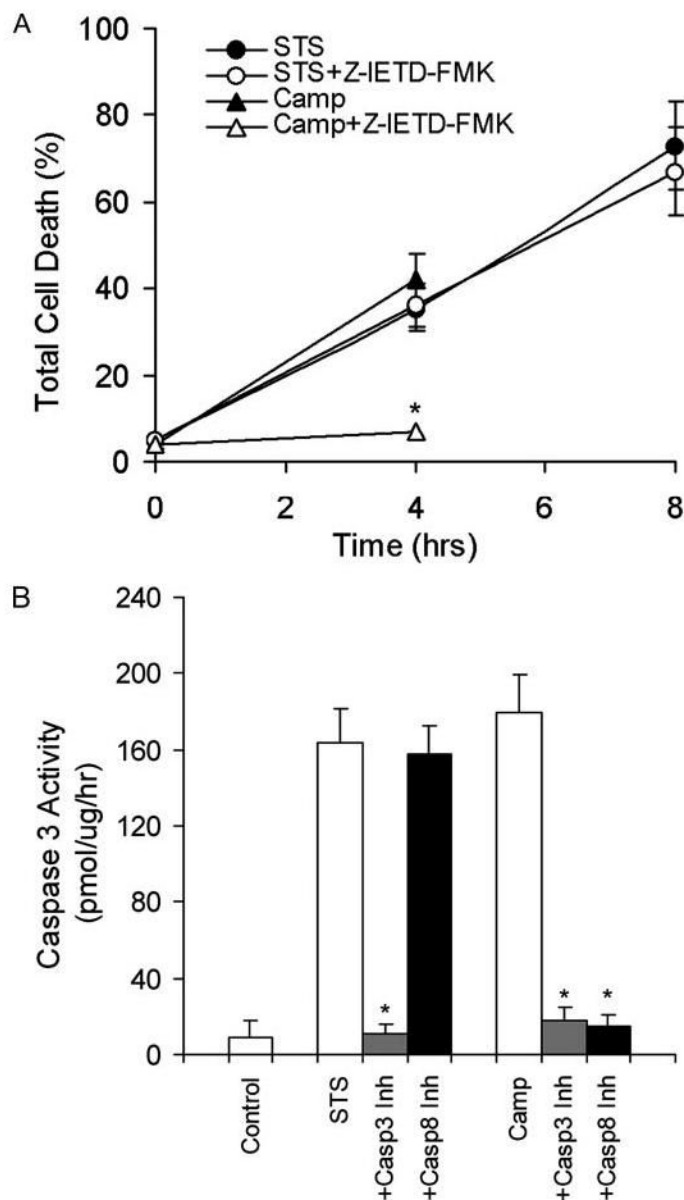 A
100
80
60
40
20
0
Total Cell Death (%)
STS
STS+Z-IETD-FMK
Camp
Camp+Z-IETD-FMK
*
0 2 4 6 8
Time (hrs)
B
240
200
160
120
80
40
0
Caspase 3 Activity
(pmol/ug/hr)
* * *
Control
STS
+Casp3 Inh
+Casp8 Inh
Camp
+Casp3 Inh
+Casp8 Inh